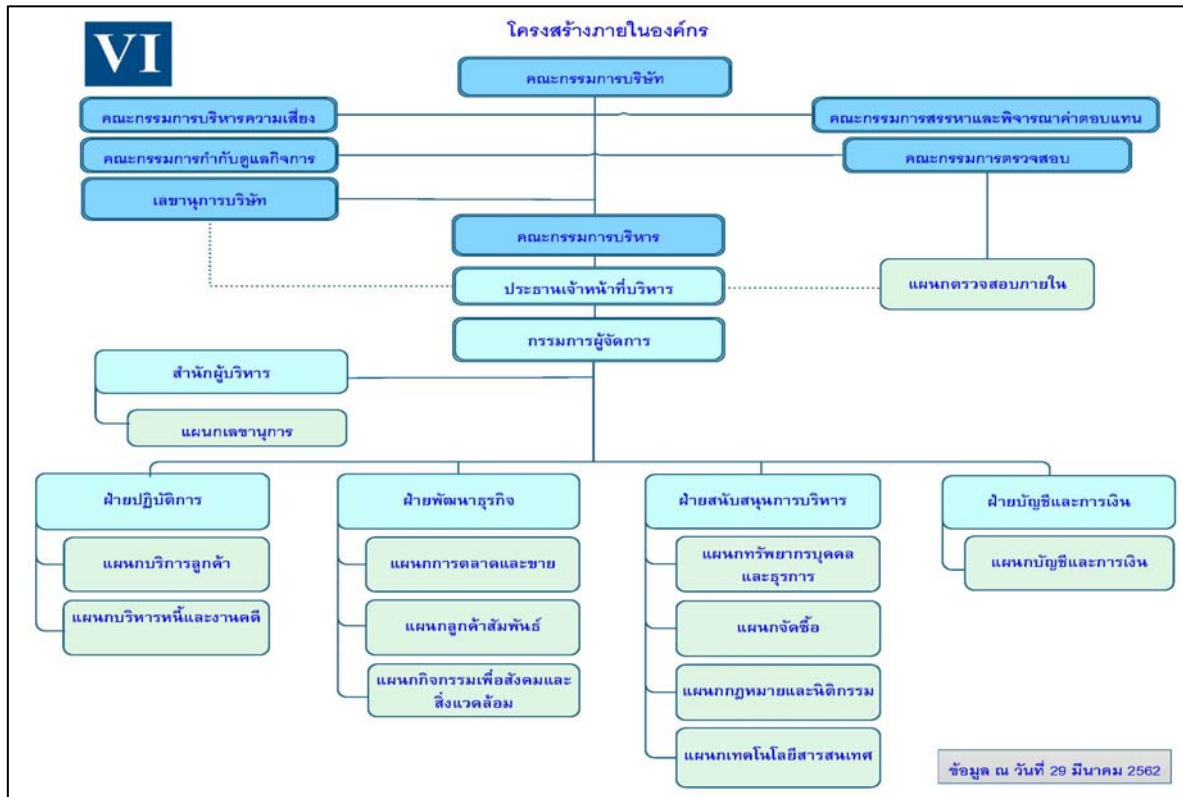 VI
โครงสร้างภายในองค์กร
คณะกรรมการบริษัท
คณะกรรมการบริหารความเสี่ยง
คณะกรรมการสรรหาและพิจารณาค่าตอบแทน
คณะกรรมการกำกับดูแลกิจการ
คณะกรรมการตรวจสอบ
เลขานุการบริษัท
คณะกรรมการบริหาร
ประธานเจ้าหน้าที่บริหาร
แผนกตรวจสอบภายใน
กรรมการผู้จัดการ
สำนักผู้บริหาร
แผนกเลขานุการ
ฝ่ายปฏิบัติการ
แผนกบริการลูกค้า
แผนกบริหารหนี้และงานคดี
ฝ่ายพัฒนาธุรกิจ
แผนกการตลาดและขาย
แผนกลูกค้าสัมพันธ์
แผนกกิจกรรมเพื่อสังคมและ
สิ่งแวดล้อม
ฝ่ายสนับสนุนการบริหาร
แผนกทรัพยากรบุคคล
และธุรการ
แผนกจัดซื้อ
แผนกกฎหมายและนิติกรรม
แผนกเทคโนโลยีสารสนเทศ
ฝ่ายบัญชีและการเงิน
แผนกบัญชีและการเงิน
ข้อมูล ณ วันที่ 29 มีนาคม 2562